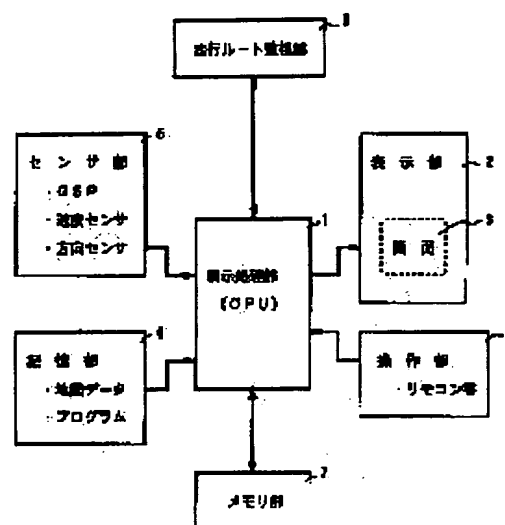 8
走行ルート監視部
6
センサ部
・GSP
・速度センサ
・方向センサ
2
表示部
3
画面
1
表示処理部
(CPU)
4
記憶部
・地図データ
・プログラム
操作部
・リモコン等
7
メモリ部